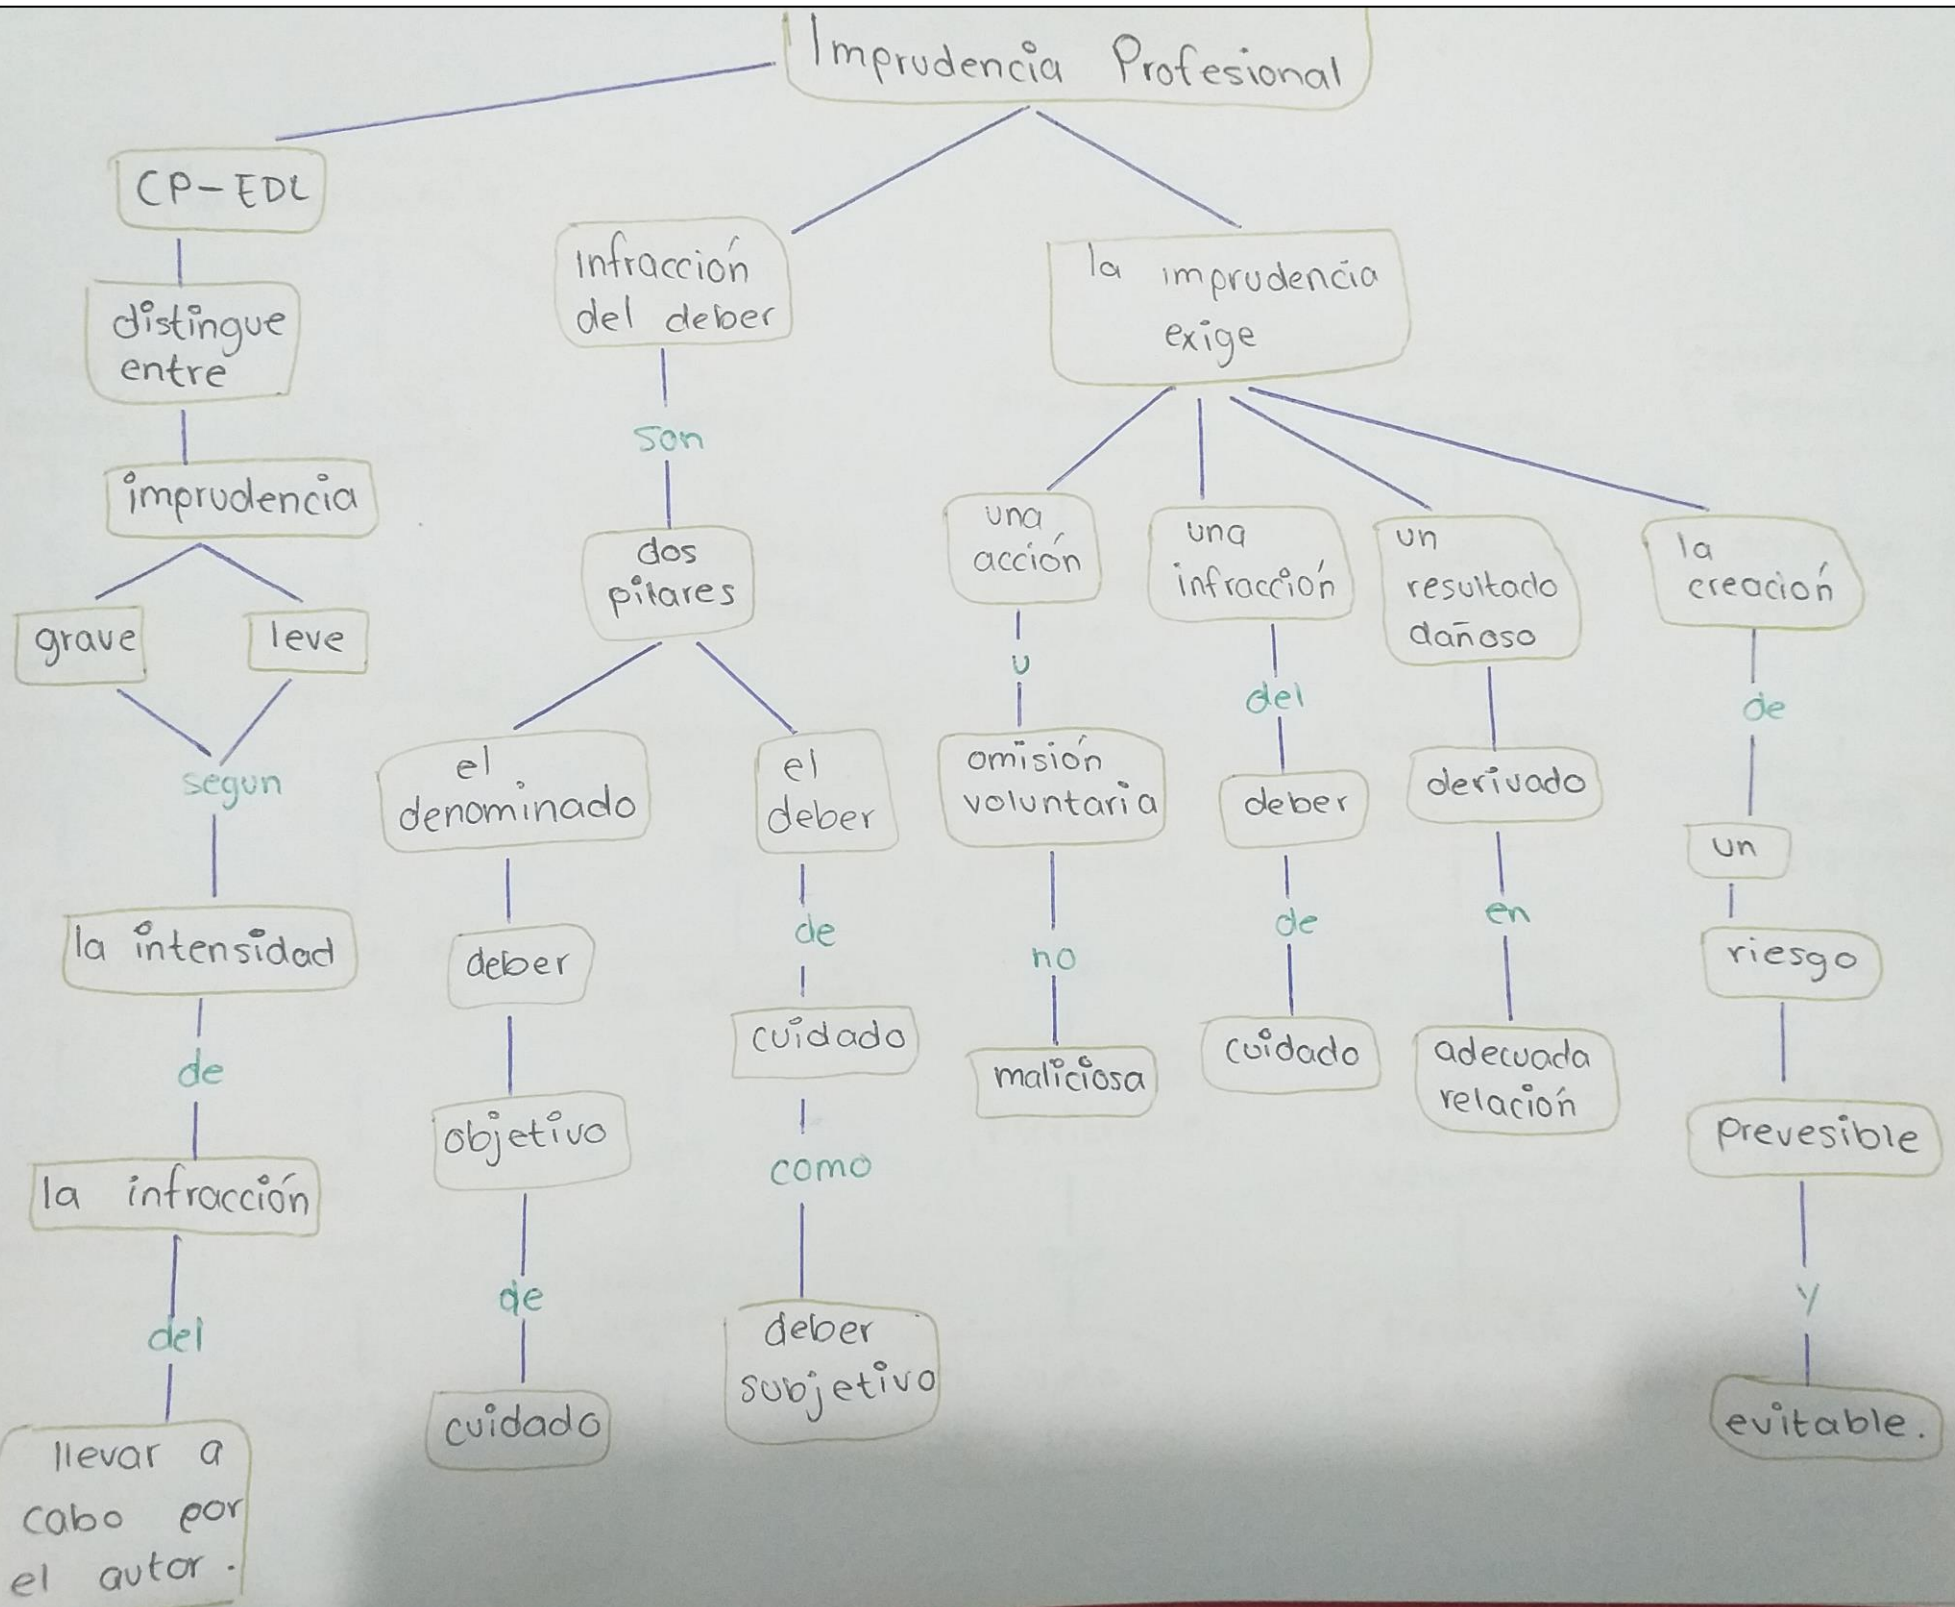 Imprudencia Profesional
CP-EDL
distingue
entre
imprudencia
grave
leve
segun
la intensidad
de
la infracción
del
llevar a
cabo por
el autor.
infracción
del deber
son
dos
pilares
el
denominado
deber
objetivo
de
cuidado
el
deber
de
cuidado
como
deber
subjetivo
la imprudencia
exige
una
acción
u
omisión
voluntaria
no
maliciosa
una
infracción
del
deber
de
cuidado
un
resultado
dañoso
derivado
en
adecuada
relación
la
creación
de
un
riesgo
prevesible
y
evitable.